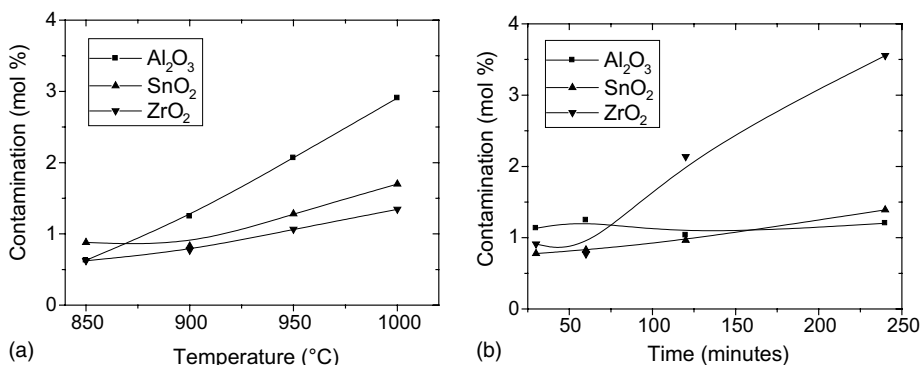 4
3
2
1
0
Contamination (mol %)
Al₂O₃
SnO₂
ZrO₂
850 900 950 1000
(a)
Temperature (°C)
4
3
2
1
0
Contamination (mol %)
Al₂O₃
SnO₂
ZrO₂
50 100 150 200 250
(b)
Time (minutes)